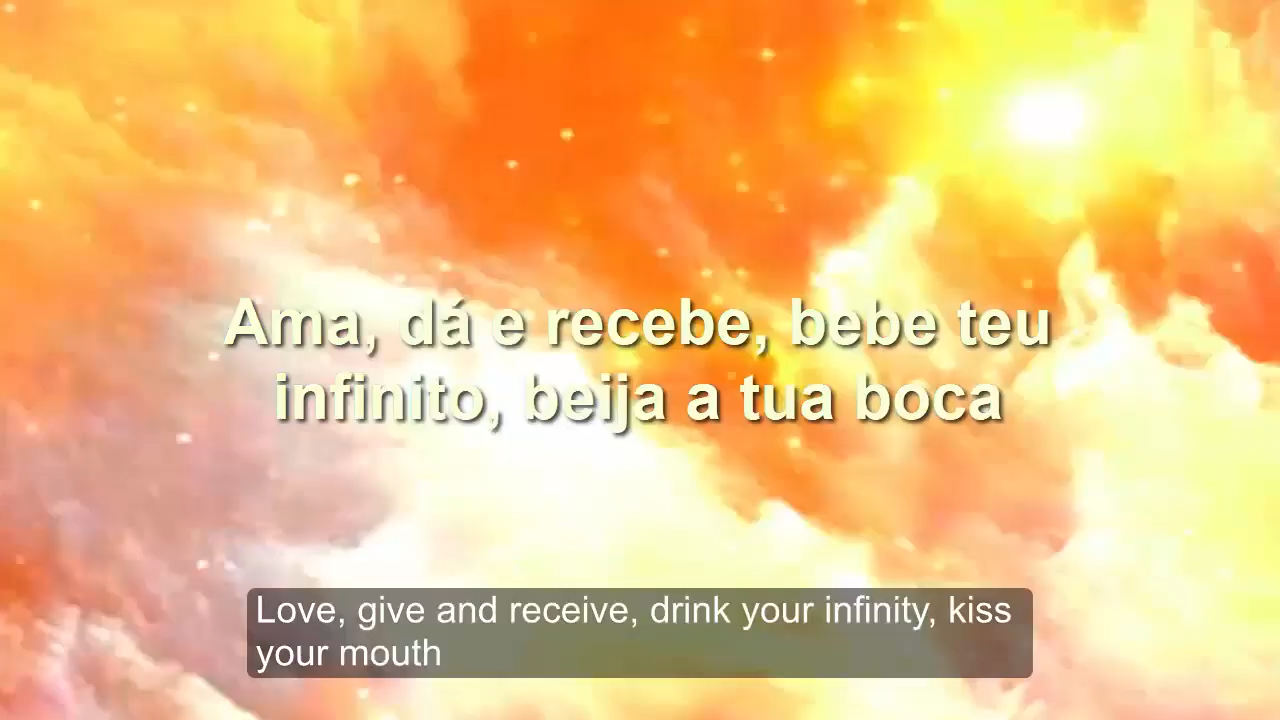 Ama, dá e recebe, bebe teu
infinito, beija a tua boca
Love, give and receive, drink your infinity, kiss
your mouth